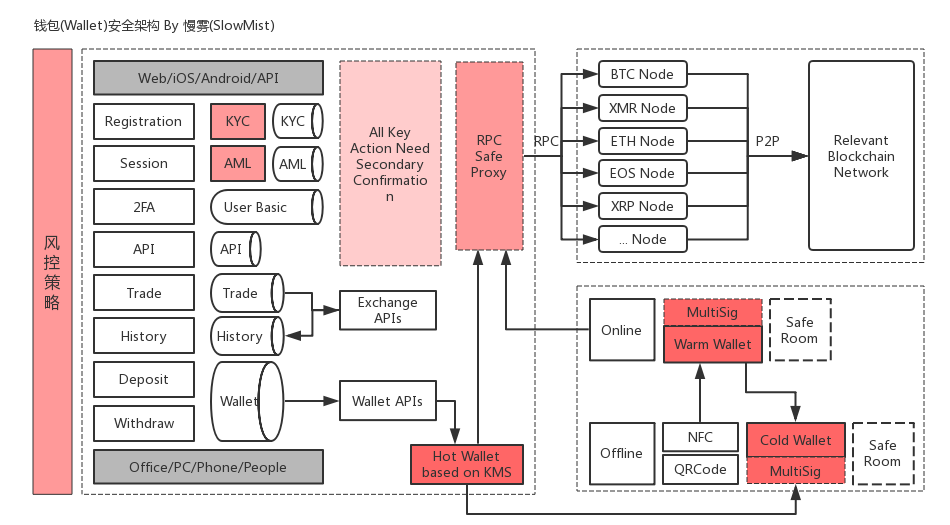 钱包(Wallet)安全架构 By 慢雾(SlowMist)
风
控
策
略
Web/iOS/Android/API
Registration
KYC
KYC
Session
AML
AML
2FA
User Basic
API
API
Trade
Trade
History
History
Deposit
Wallet
Withdraw
Office/PC/Phone/People
All Key
Action Need
Secondary
Confirmatio
n
Exchange
APIs
Wallet APIs
Hot Wallet
based on KMS
RPC
Safe
Proxy
RPC
BTC Node
XMR Node
ETH Node
EOS Node
XRP Node
... Node
P2P
Relevant
Blockchain
Network
Online
MultiSig
Warm Wallet
Safe
Room
Offline
NFC
QRCode
Cold Wallet
MultiSig
Safe
Room